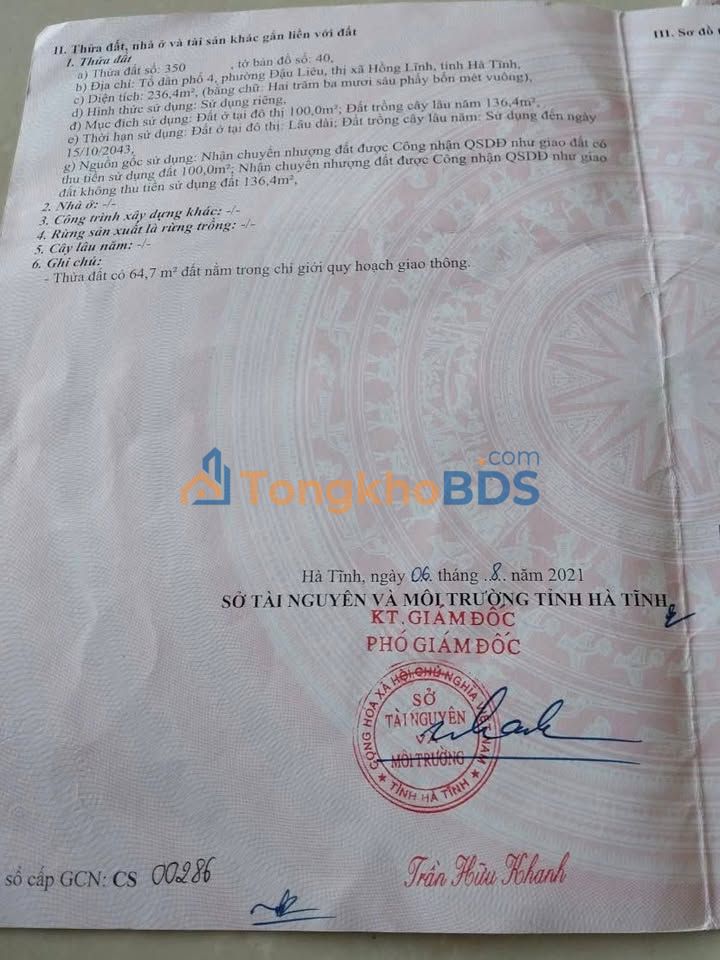 II. Thửa đất, nhà ở và tài sản khác gắn liền với đất
III. Sơ đồ
1. Thửa đất
a) Thửa đất số: 350 , tờ bản đồ số: 40,
b) Địa chỉ: Tổ dân phố 4, phường Đậu Liêu, thị xã Hồng Lĩnh, tỉnh Hà Tĩnh,
c) Diện tích: 236,4m², (bằng chữ: Hai trăm ba mươi sáu phẩy bốn mét vuông),
d) Hình thức sử dụng: Sử dụng riêng,
đ) Mục đích sử dụng: Đất ở tại đô thị 100,0m²; Đất trồng cây lâu năm 136,4m²,
e) Thời hạn sử dụng: Đất ở tại đô thị: Lâu dài; Đất trồng cây lâu năm: Sử dụng đến ngày
15/10/2043,
g) Nguồn gốc sử dụng: Nhận chuyển nhượng đất được Công nhận QSDĐ như giao đất có
thu tiền sử dụng đất 100,0m²; Nhận chuyển nhượng đất được Công nhận QSDĐ như giao
đất không thu tiền sử dụng đất 136,4m²,
2. Nhà ở: -/-
3. Công trình xây dựng khác: -/-
4. Rừng sản xuất là rừng trồng: -/-
5. Cây lâu năm: -/-
6. Ghi chú:
- Thửa đất có 64,7 m² đất nằm trong chỉ giới quy hoạch giao thông.
TongkhoBDS.com
Hà Tĩnh, ngày 06 tháng 8 năm 2021
SỞ TÀI NGUYÊN VÀ MÔI TRƯỜNG TỈNH HÀ TĨNH
KT. GIÁM ĐỐC
PHÓ GIÁM ĐỐC
CỘNG HOÀ XÃ HỘI CHỦ NGHĨA VIỆT NAM
SỞ
TÀI NGUYÊN
VÀ
MÔI TRƯỜNG
TỈNH HÀ TĨNH
Trần Hữu Khanh
số cấp GCN: CS 00286